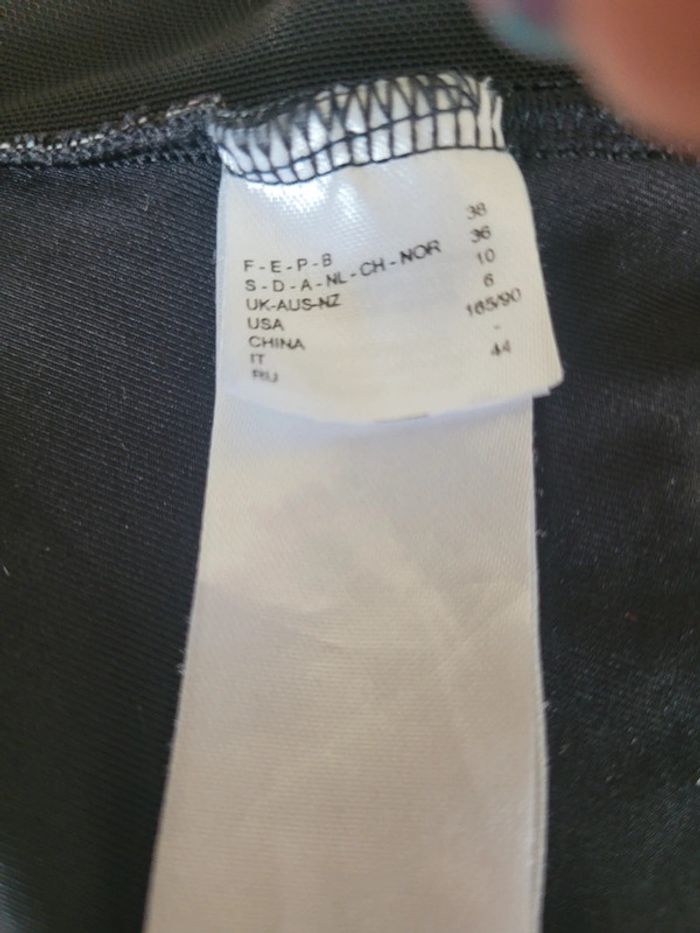 F - E - P - B 38
S - D - A - NL - CH - NOR 36
UK-AUS-NZ 10
USA 6
CHINA 165/90
IT -
RU 44